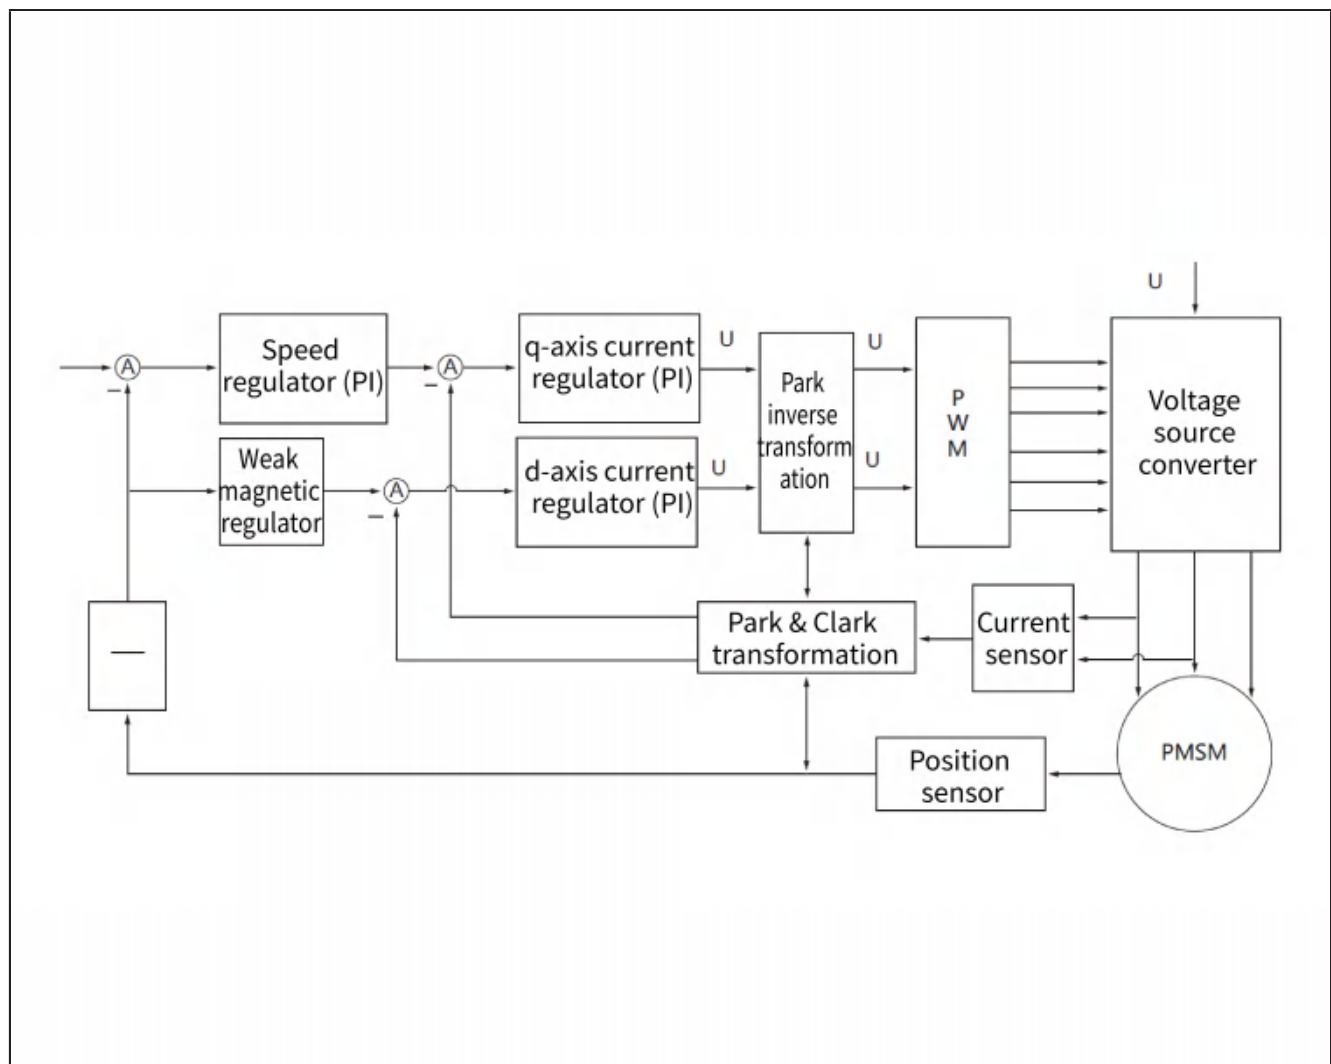 U
A
Speed
regulator (PI)
A
q-axis current
regulator (PI)
U
Park
inverse
transform
ation
U
P
W
M
Voltage
source
converter
Weak
magnetic
regulator
A
d-axis current
regulator (PI)
U
U
Park & Clark
transformation
Current
sensor
Position
sensor
PMSM